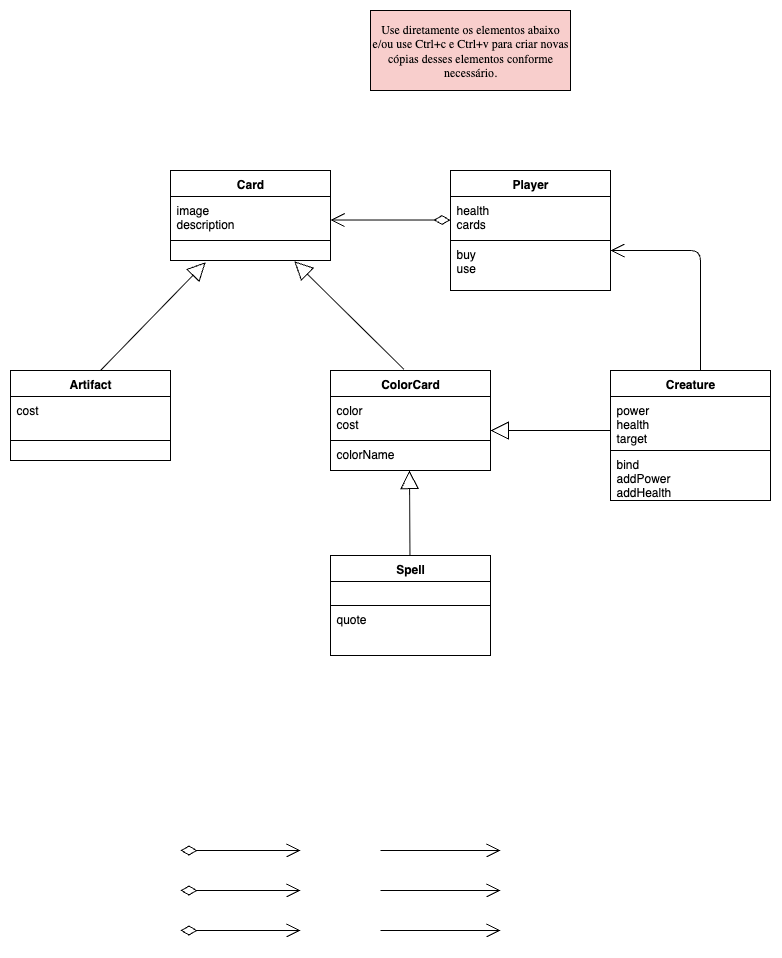 Use diretamente os elementos abaixo
e/ou use Ctrl+c e Ctrl+v para criar novas
cópias desses elementos conforme
necessário.
Card
image
description
Player
health
cards
buy
use
Artifact
cost
ColorCard
color
cost
colorName
Creature
power
health
target
bind
addPower
addHealth
Spell
quote